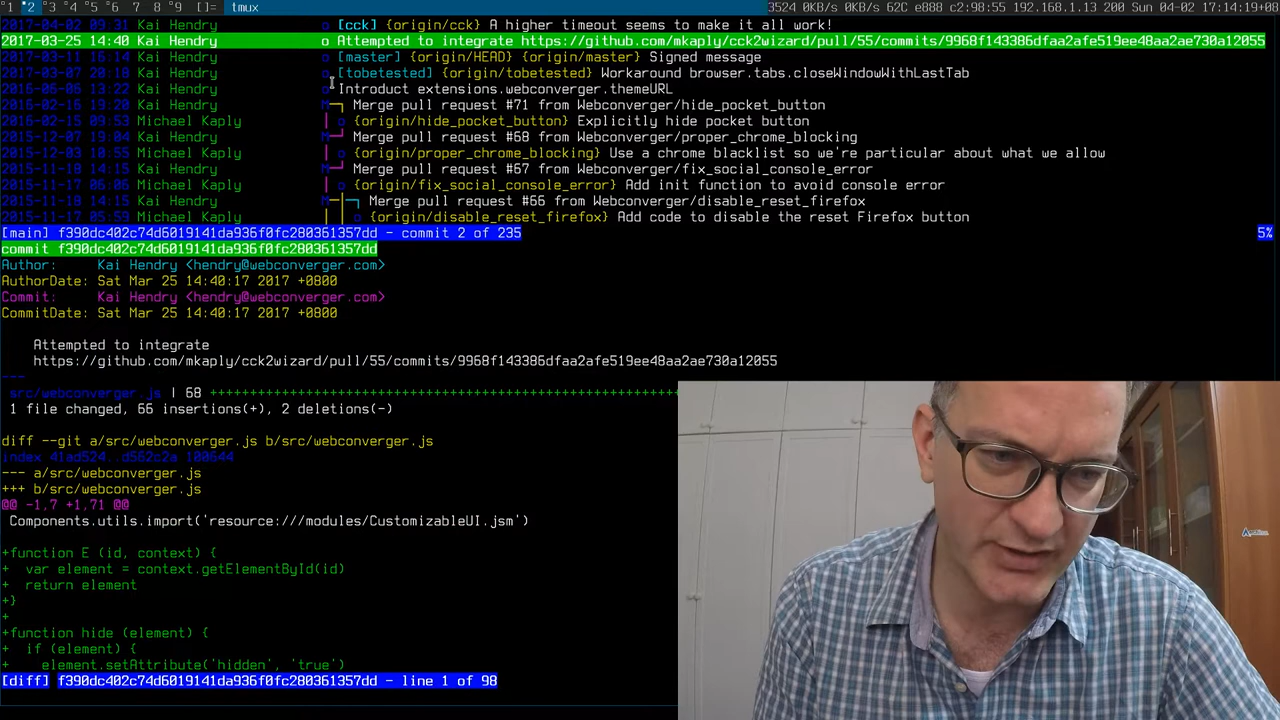 1 2 3 4 5 6 7 8 9 []= tmux 3524 0KB/s 0KB/s 62C e888 c2:98:55 192.168.1.13 200 Sun 04-02 17:14:19+08
2017-04-02 09:31 Kai Hendry o [cck] {origin/cck} A higher timeout seems to make it all work!
2017-03-25 14:40 Kai Hendry o Attempted to integrate https://github.com/mkaply/cck2wizard/pull/55/commits/9968f143386dfaa2afe519ee48aa2ae730a12055
2017-03-11 16:14 Kai Hendry o [master] {origin/HEAD} {origin/master} Signed message
2017-03-07 20:18 Kai Hendry o [tobetested] {origin/tobetested} Workaround browser.tabs.closeWindowWithLastTab
2016-06-06 13:22 Kai Hendry o Introduct extensions.webconverger.themeURL
2016-02-16 19:20 Kai Hendry M─┐ Merge pull request #71 from Webconverger/hide_pocket_button
2016-02-15 09:53 Michael Kaply │ o {origin/hide_pocket_button} Explicitly hide pocket button
2015-12-07 19:04 Kai Hendry M─┘ Merge pull request #68 from Webconverger/proper_chrome_blocking
2015-12-03 10:55 Michael Kaply │ o {origin/proper_chrome_blocking} Use a chrome blacklist so we're particular about what we allow
2015-11-18 14:15 Kai Hendry M─┘ Merge pull request #67 from Webconverger/fix_social_console_error
2015-11-17 06:06 Michael Kaply │ o {origin/fix_social_console_error} Add init function to avoid console error
2015-11-18 14:15 Kai Hendry M─│─┐ Merge pull request #66 from Webconverger/disable_reset_firefox
2015-11-17 05:59 Michael Kaply │ │ o {origin/disable_reset_firefox} Add code to disable the reset Firefox button
[main] f390dc402c74d6019141da936f0fc280361357dd - commit 2 of 235 5%
commit f390dc402c74d6019141da936f0fc280361357dd
Author: Kai Hendry <hendry@webconverger.com>
AuthorDate: Sat Mar 25 14:40:17 2017 +0800
Commit: Kai Hendry <hendry@webconverger.com>
CommitDate: Sat Mar 25 14:40:17 2017 +0800
Attempted to integrate
https://github.com/mkaply/cck2wizard/pull/55/commits/9968f143386dfaa2afe519ee48aa2ae730a12055
---
src/webconverger.js | 68 +++++++++++++++++++++++++++++++++++++++++++++++++++++++++++
1 file changed, 66 insertions(+), 2 deletions(-)
diff --git a/src/webconverger.js b/src/webconverger.js
index 41ad524..d562c2a 100644
--- a/src/webconverger.js
+++ b/src/webconverger.js
@@ -1,7 +1,71 @@
Components.utils.import('resource:///modules/CustomizableUI.jsm')
+function E (id, context) {
+ var element = context.getElementById(id)
+ return element
+}
+
+function hide (element) {
+ if (element) {
+ element.setAttribute('hidden', 'true')
[diff] f390dc402c74d6019141da936f0fc280361357dd - line 1 of 98